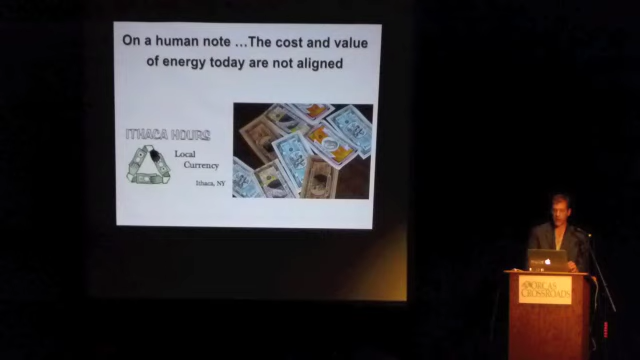 On a human note ...The cost and value
of energy today are not aligned
ITHACA HOURS
Local
Currency
Ithaca, NY
ORCAS
CROSSROADS